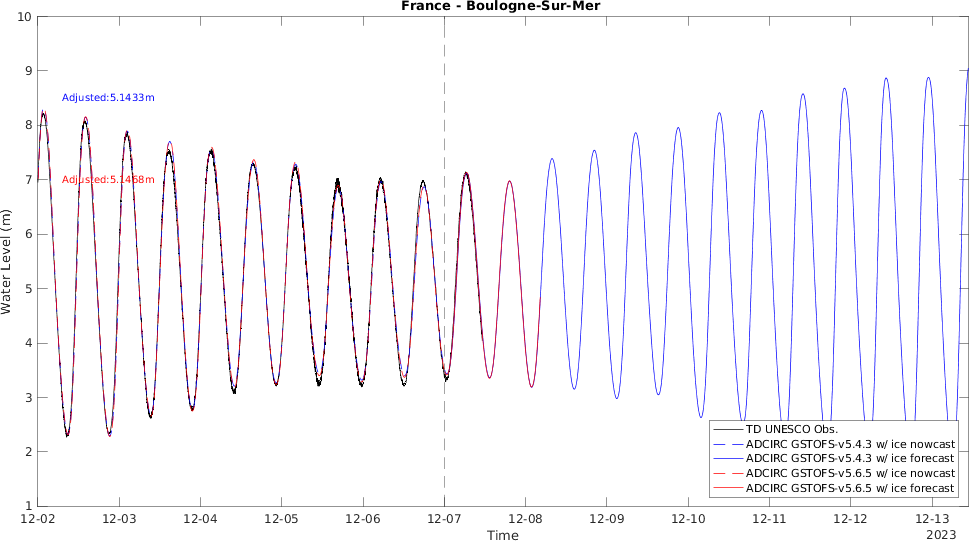 France - Boulogne-Sur-Mer
10
9
8
7
6
5
4
3
2
1
Water Level (m)
Adjusted:5.1433m
Adjusted:5.1468m
TD UNESCO Obs.
ADCIRC GSTOFS-v5.4.3 w/ ice nowcast
ADCIRC GSTOFS-v5.4.3 w/ ice forecast
ADCIRC GSTOFS-v5.6.5 w/ ice nowcast
ADCIRC GSTOFS-v5.6.5 w/ ice forecast
12-02 12-03 12-04 12-05 12-06 12-07 12-08 12-09 12-10 12-11 12-12 12-13
Time
2023